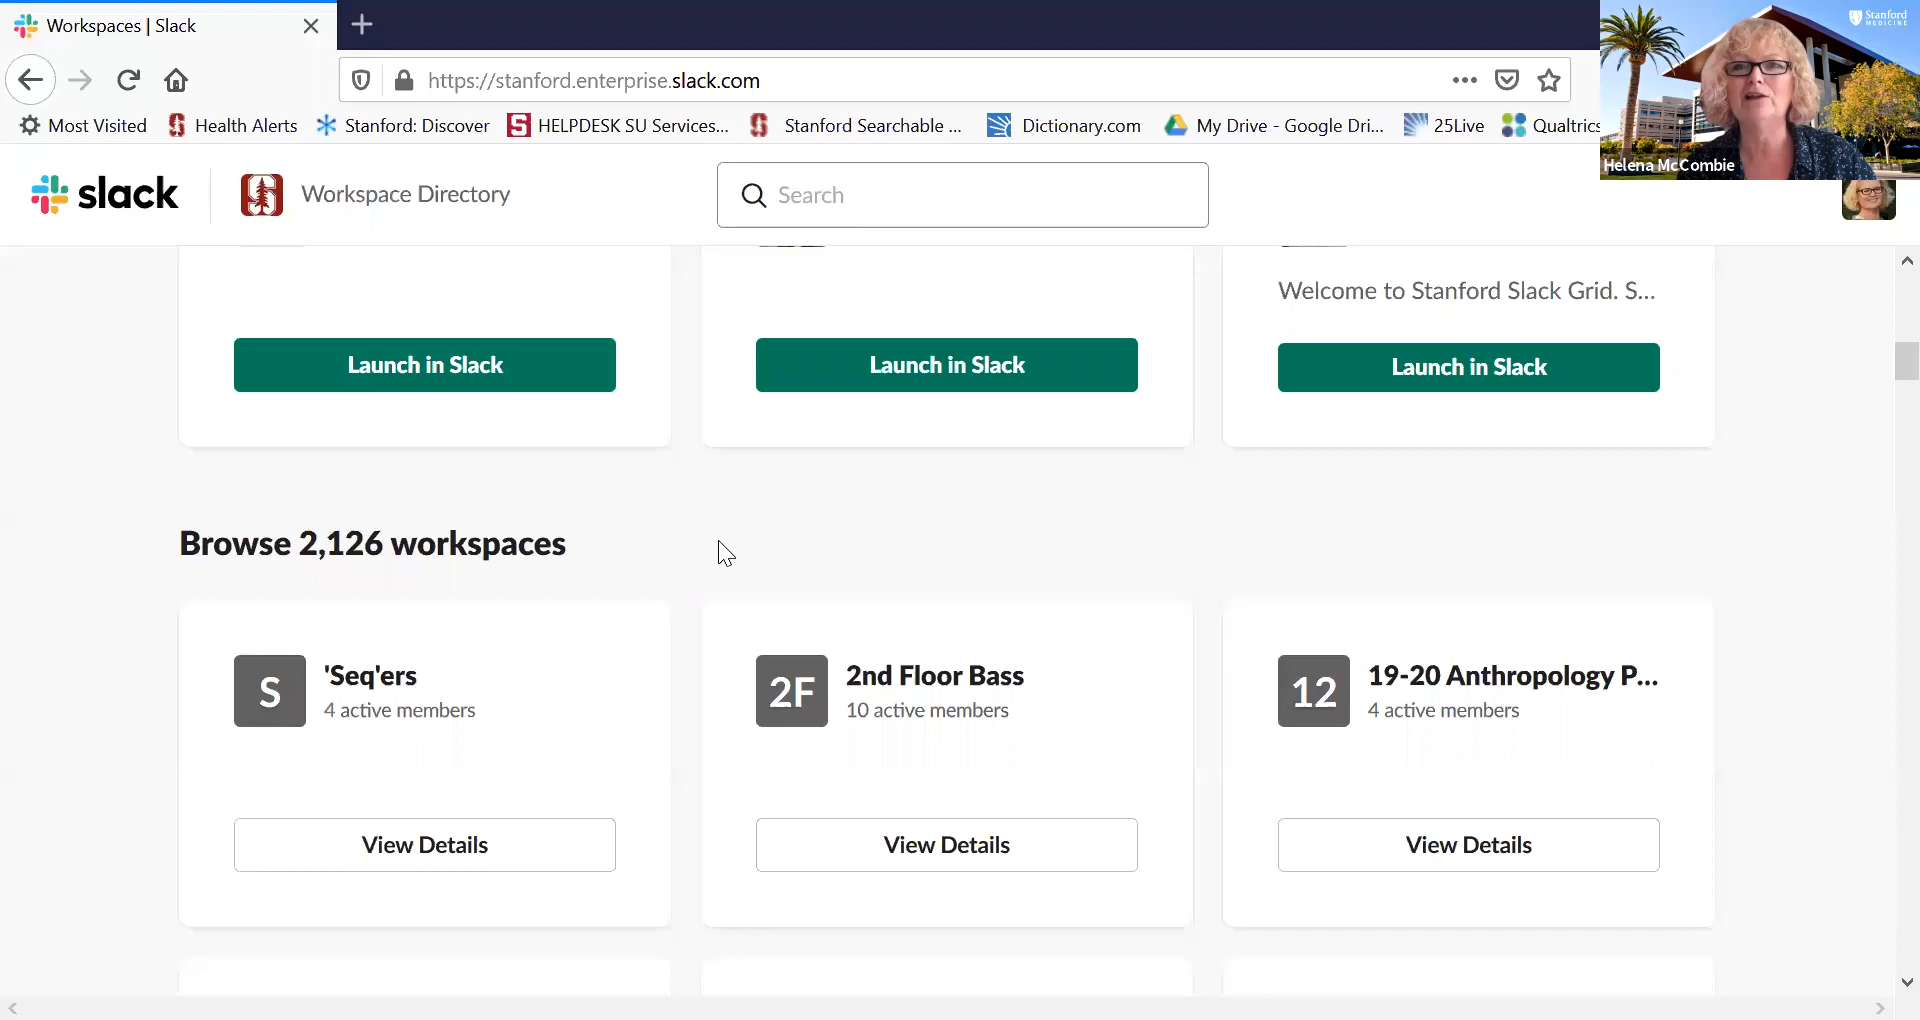 Workspaces | Slack
https://stanford.enterprise.slack.com
Stanford
MEDICINE
Helena McCombie
Most Visited
Health Alerts
Stanford: Discover
HELPDESK SU Services...
Stanford Searchable ...
Dictionary.com
My Drive - Google Dri...
25Live
Qualtrics
slack
Workspace Directory
Search
Welcome to Stanford Slack Grid. S...
Launch in Slack
Launch in Slack
Launch in Slack
Browse 2,126 workspaces
S
'Seq'ers
4 active members
2F
2nd Floor Bass
10 active members
12
19-20 Anthropology P...
4 active members
View Details
View Details
View Details